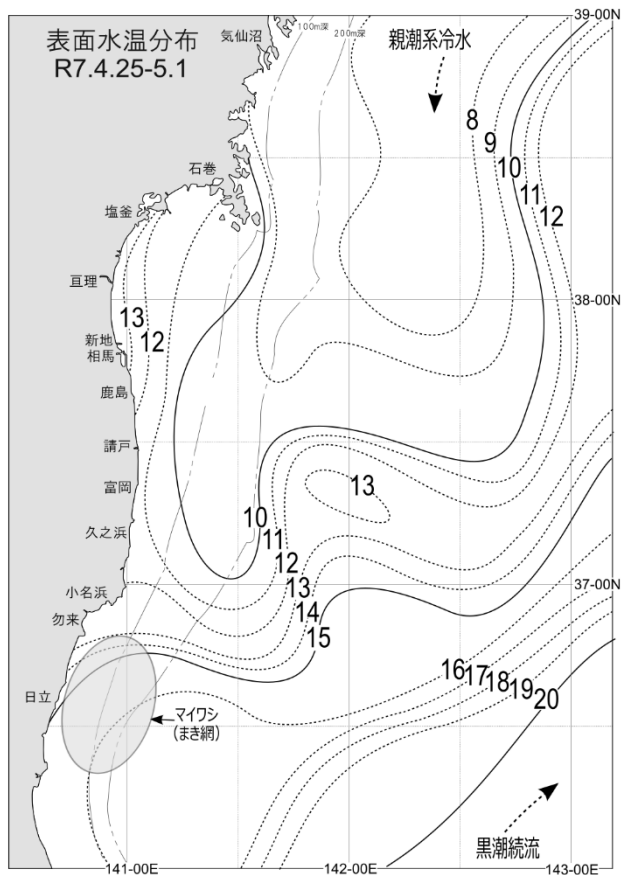 表面水温分布
R7.4.25-5.1
気仙沼
100m深
200m深
親潮系冷水
39-00N
8
9
10
11
12
石巻
塩釜
亘理
38-00N
13
12
新地
相馬
鹿島
請戸
富岡
久之浜
13
10
11
12
13
14
15
37-00N
小名浜
勿来
日立
マイワシ
(まき網)
16
17
18
19
20
黒潮続流
141-00E
142-00E
143-00E